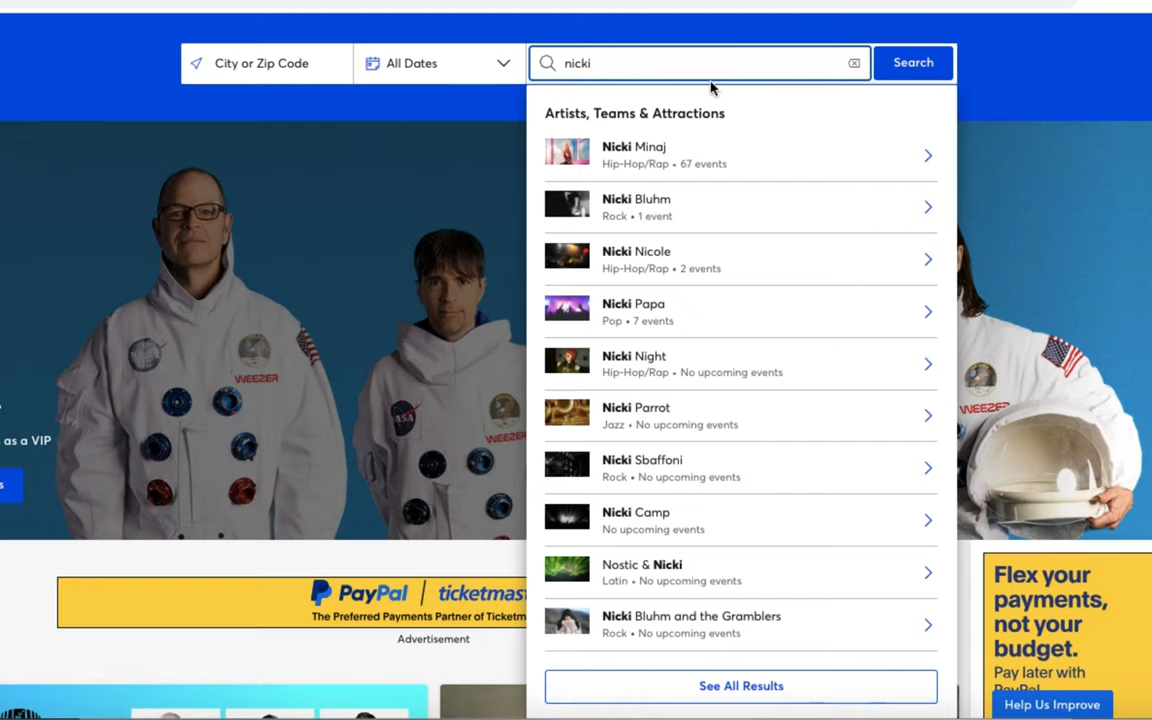 City or Zip Code
All Dates
nicki
Search
Artists, Teams & Attractions
Nicki Minaj
Hip-Hop/Rap • 67 events
Nicki Bluhm
Rock • 1 event
Nicki Nicole
Hip-Hop/Rap • 2 events
Nicki Papa
Pop • 7 events
Nicki Night
Hip-Hop/Rap • No upcoming events
Nicki Parrot
Jazz • No upcoming events
Nicki Sbaffoni
Rock • No upcoming events
Nicki Camp
No upcoming events
Nostic & Nicki
Latin • No upcoming events
Nicki Bluhm and the Gramblers
Rock • No upcoming events
See All Results
WEEZER
WEEZER
WEEZER
as a VIP
s
PayPal | ticketmas
The Preferred Payments Partner of Ticketm
Advertisement
Flex your
payments,
not your
budget.
Pay later with
PayPal
Help Us Improve